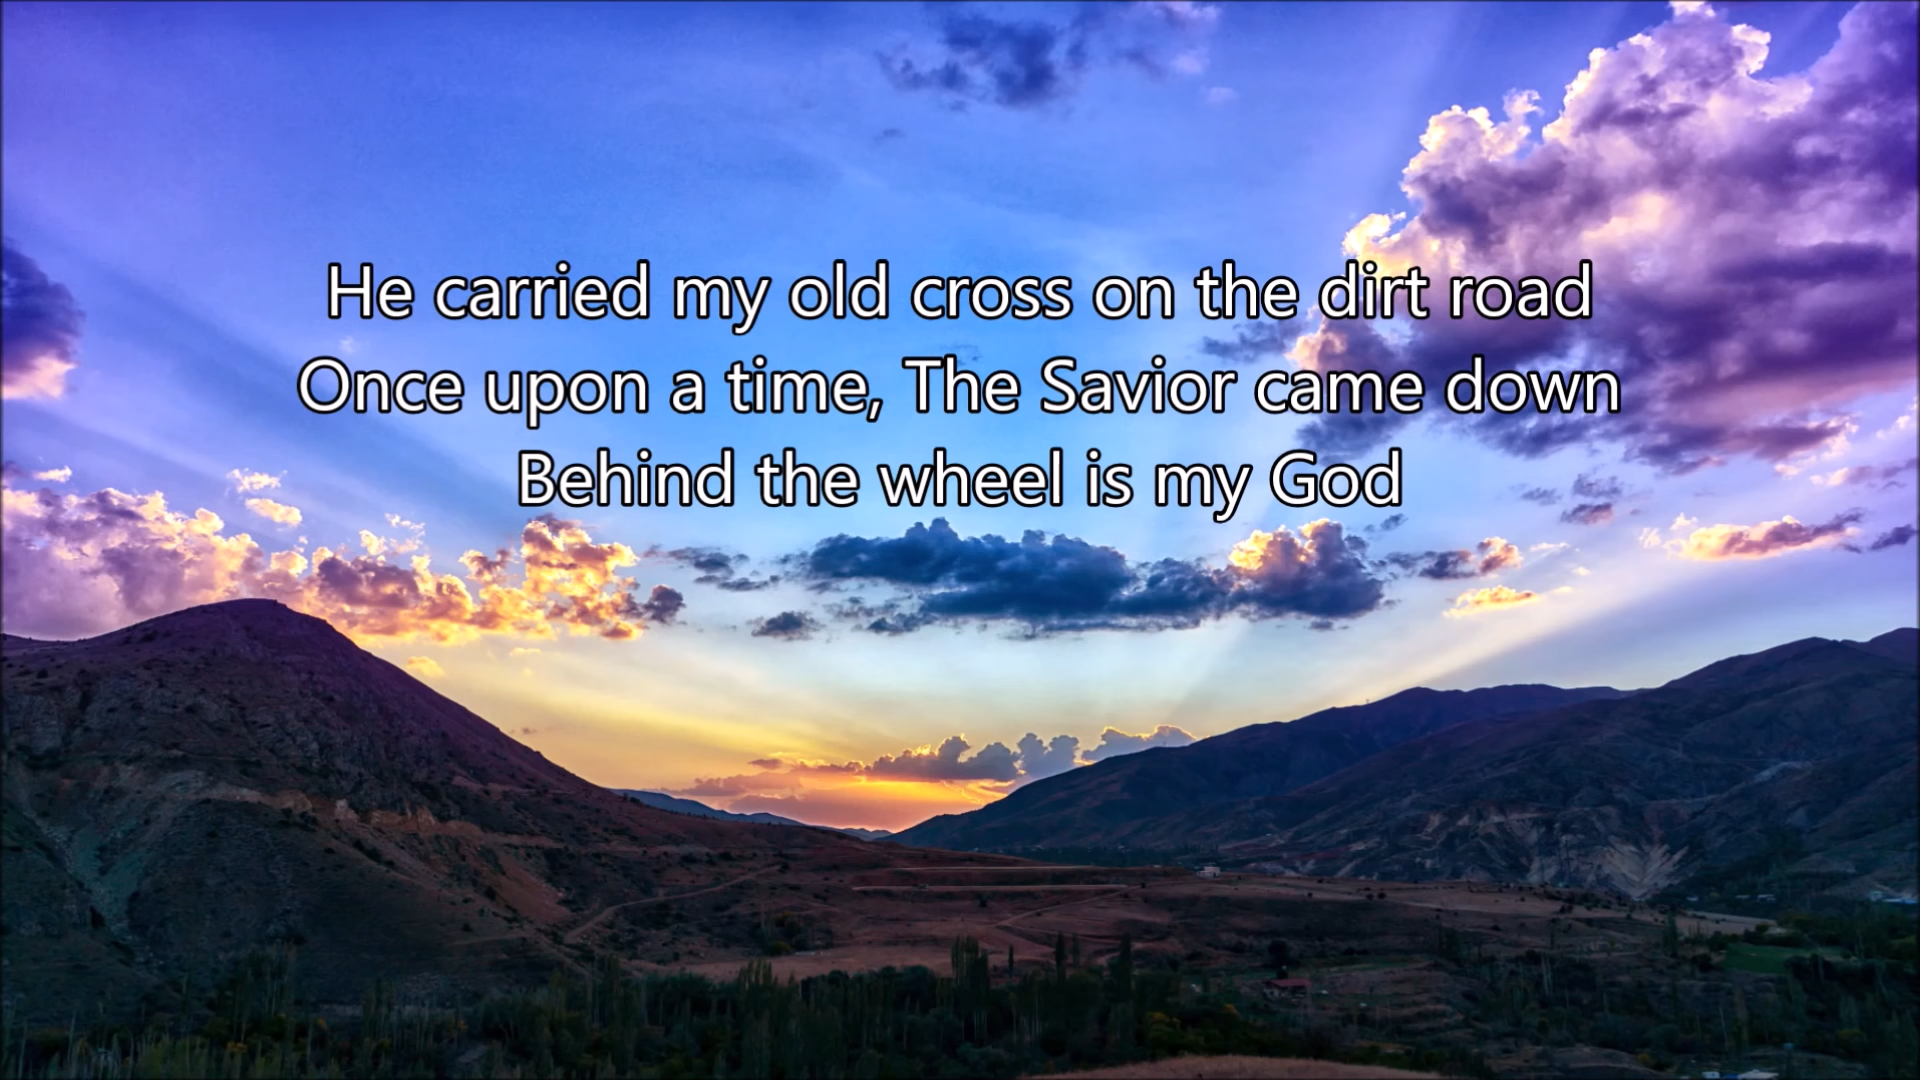 He carried my old cross on the dirt road
Once upon a time, The Savior came down
Behind the wheel is my God